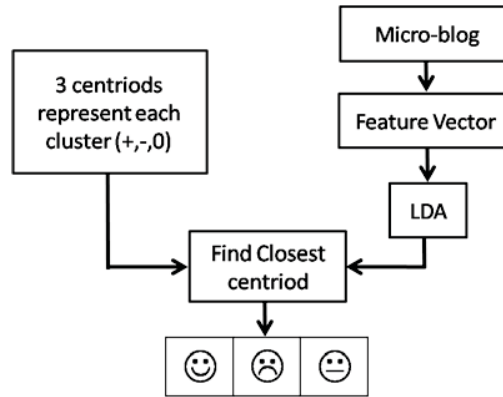 Micro-blog
3 centriods
represent each
cluster (+,-,0)
Feature Vector
LDA
Find Closest
centriod